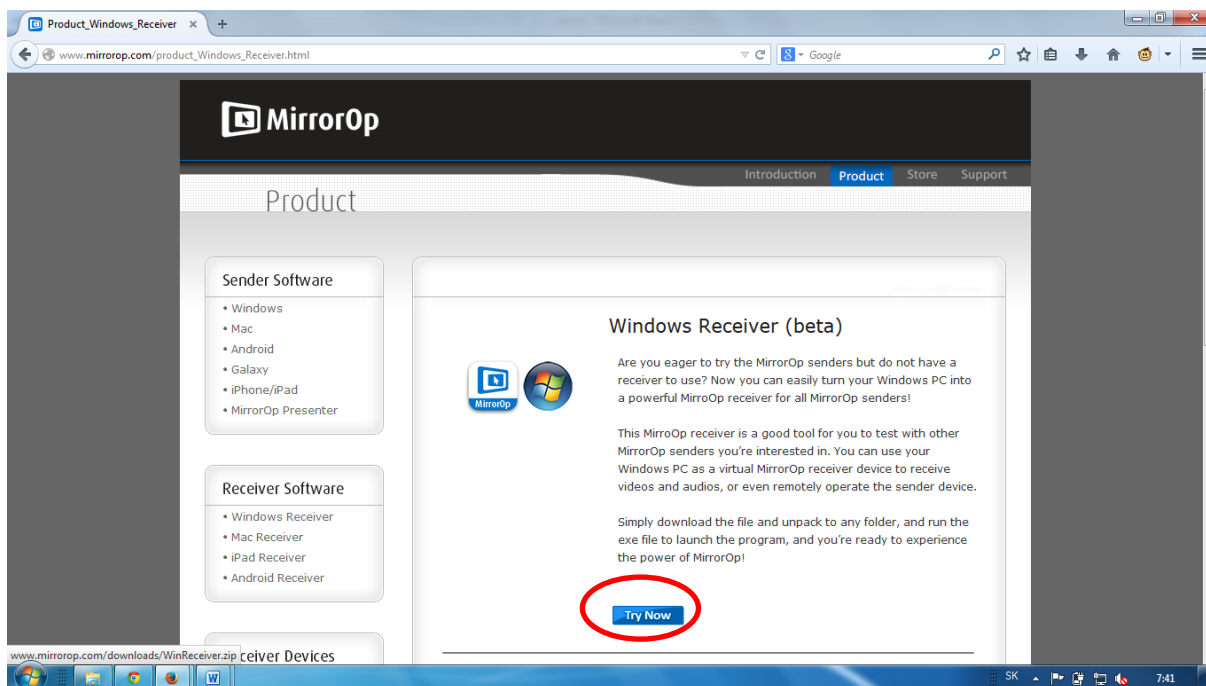 Product_Windows_Receiver
www.mirrorop.com/product_Windows_Receiver.html
Google
MirrorOp
Introduction Product Store Support
Product
Sender Software
• Windows
• Mac
• Android
• Galaxy
• iPhone/iPad
• MirrorOp Presenter
Receiver Software
• Windows Receiver
• Mac Receiver
• iPad Receiver
• Android Receiver
ceiver Devices
MirrorOp
Windows Receiver (beta)
Are you eager to try the MirrorOp senders but do not have a
receiver to use? Now you can easily turn your Windows PC into
a powerful MirroOp receiver for all MirrorOp senders!
This MirroOp receiver is a good tool for you to test with other
MirrorOp senders you’re interested in. You can use your
Windows PC as a virtual MirrorOp receiver device to receive
videos and audios, or even remotely operate the sender device.
Simply download the file and unpack to any folder, and run the
exe file to launch the program, and you’re ready to experience
the power of MirrorOp!
Try Now
www.mirrorop.com/downloads/WinReceiver.zip
SK 7:41